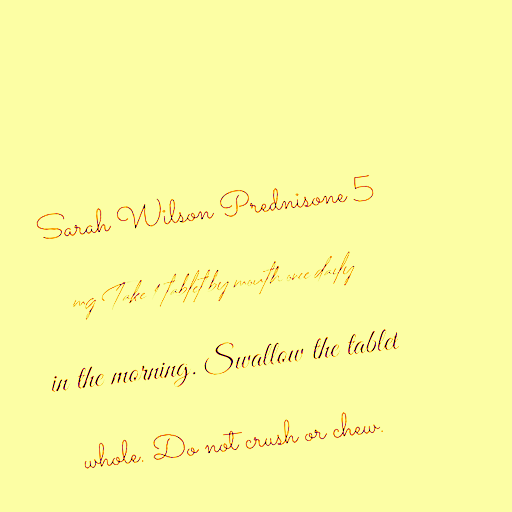 Sarah Wilson Prednisone 5
mg Take 1 tablet by mouth once daily
in the morning. Swallow the tablet
whole. Do not crush or chew.